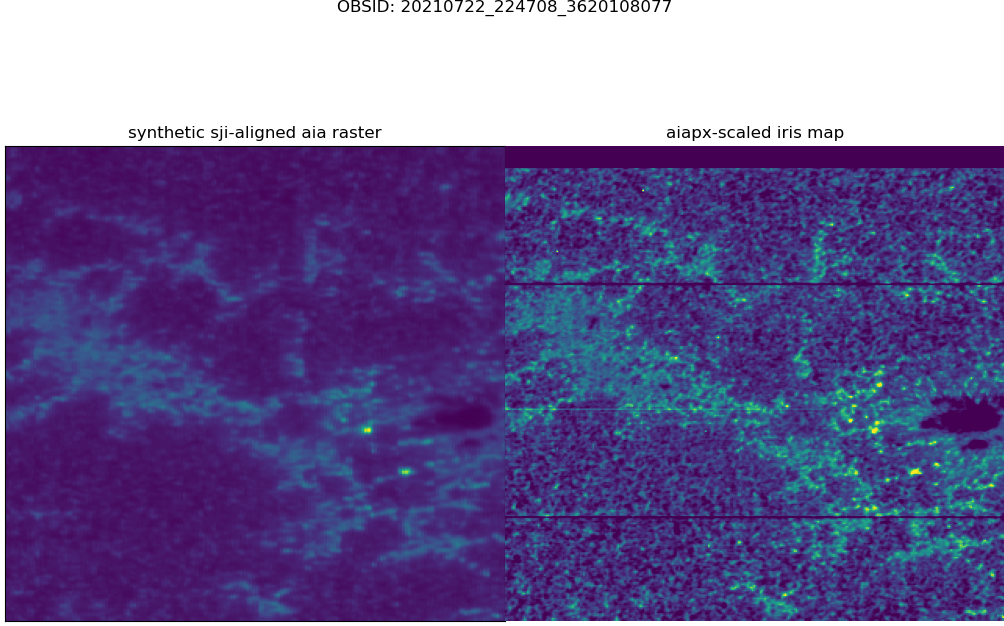 OBSID: 20210722_224708_3620108077
synthetic sji-aligned aia raster
aiapx-scaled iris map